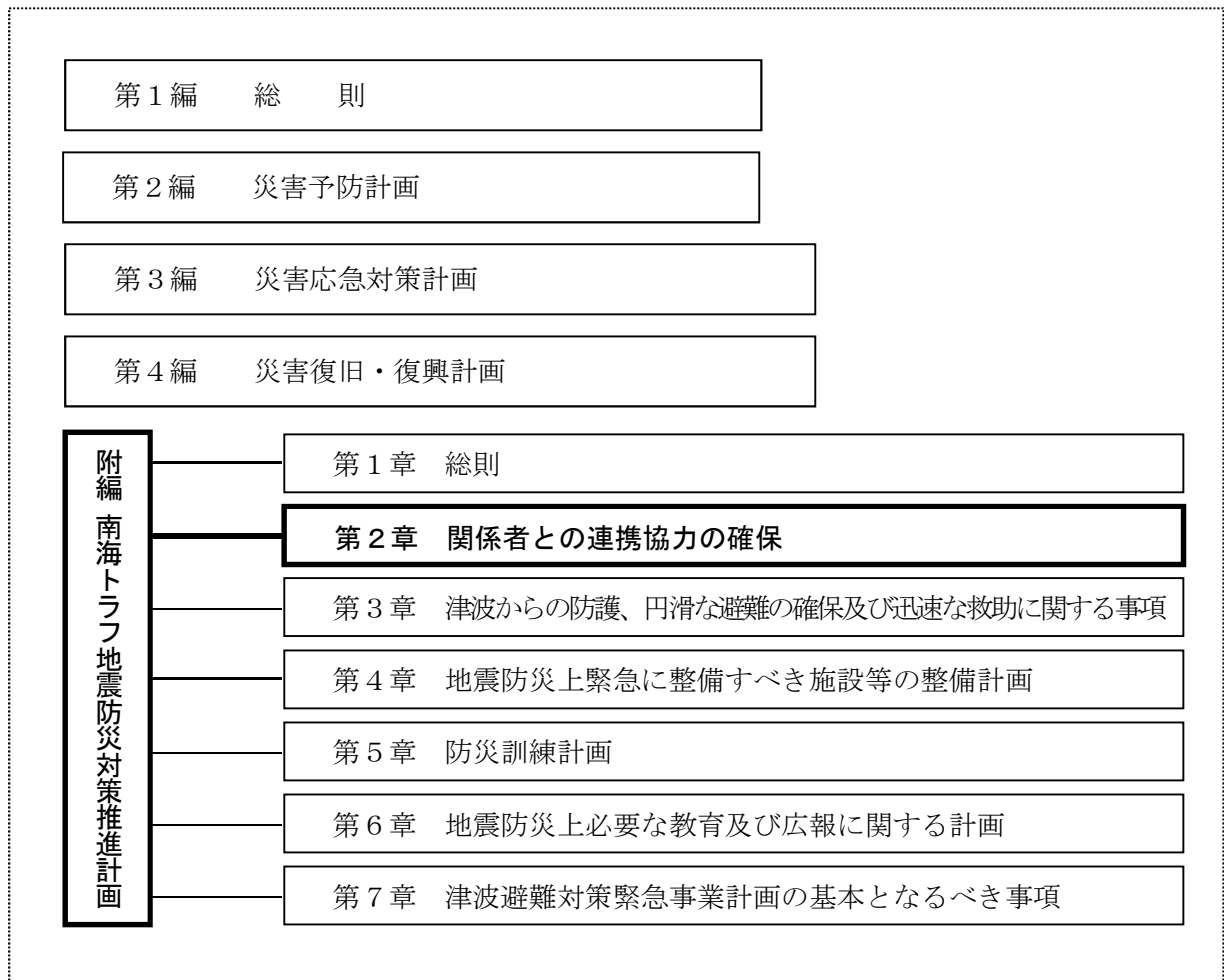 第１編　　総　　則
第２編　　災害予防計画
第３編　　災害応急対策計画
第４編　　災害復旧・復興計画
附編 南海トラフ地震防災対策推進計画
第１章　総則
第２章　関係者との連携協力の確保
第３章　津波からの防護、円滑な避難の確保及び迅速な救助に関する事項
第４章　地震防災上緊急に整備すべき施設等の整備計画
第５章　防災訓練計画
第６章　地震防災上必要な教育及び広報に関する計画
第７章　津波避難対策緊急事業計画の基本となるべき事項